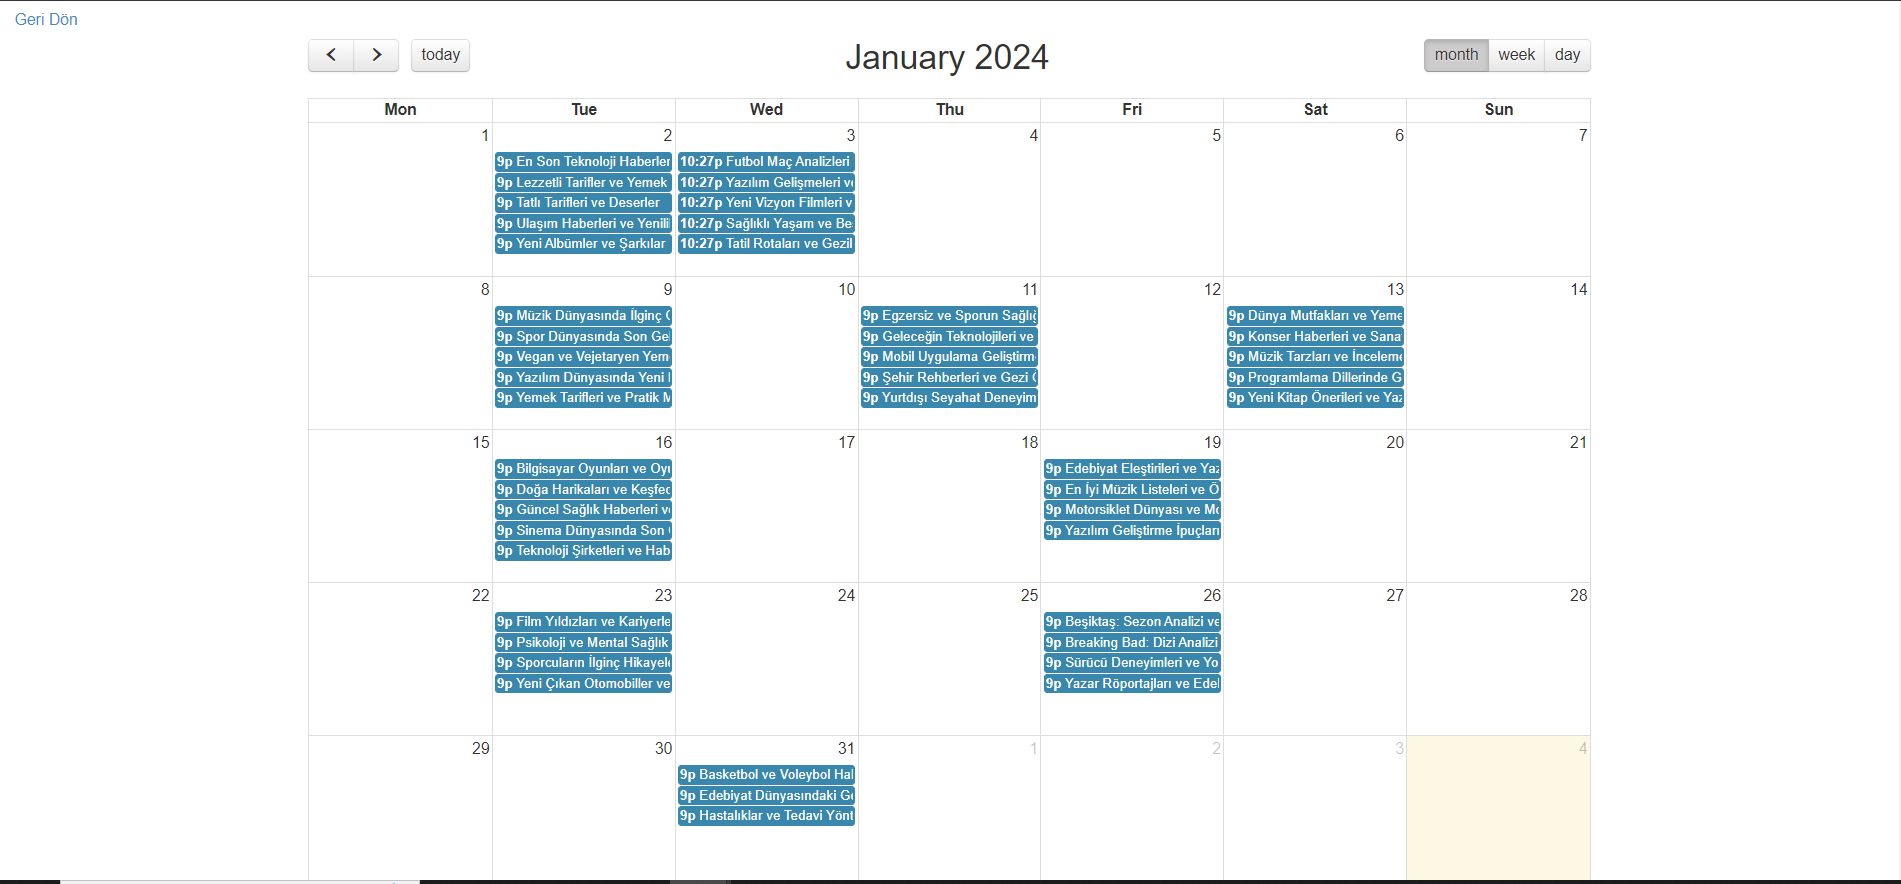 Geri Dön
today
January 2024
month week day
Mon Tue Wed Thu Fri Sat Sun
1 2 3 4 5 6 7
9p En Son Teknoloji Haberler
9p Lezzetli Tarifler ve Yemek
9p Tatlı Tarifleri ve Deserler
9p Ulaşım Haberleri ve Yenili
9p Yeni Albümler ve Şarkılar
10:27p Futbol Maç Analizleri
10:27p Yazılım Gelişmeleri ve
10:27p Yeni Vizyon Filmleri v
10:27p Sağlıklı Yaşam ve Be
10:27p Tatil Rotaları ve Gezil
8 9 10 11 12 13 14
9p Müzik Dünyasında İlginç
9p Spor Dünyasında Son Gel
9p Vegan ve Vejetaryen Yem
9p Yazılım Dünyasında Yeni
9p Yemek Tarifleri ve Pratik M
9p Egzersiz ve Sporun Sağlığ
9p Geleceğin Teknolojileri ve
9p Mobil Uygulama Geliştirm
9p Şehir Rehberleri ve Gezi
9p Yurtdışı Seyahat Deneyim
9p Dünya Mutfakları ve Yeme
9p Konser Haberleri ve Sana
9p Müzik Tarzları ve İnceleme
9p Programlama Dillerinde G
9p Yeni Kitap Önerileri ve Yaz
15 16 17 18 19 20 21
9p Bilgisayar Oyunları ve Oyu
9p Doğa Harikaları ve Keşfed
9p Güncel Sağlık Haberleri ve
9p Sinema Dünyasında Son
9p Teknoloji Şirketleri ve Hab
9p Edebiyat Eleştirileri ve Yaz
9p En İyi Müzik Listeleri ve Ö
9p Motorsiklet Dünyası ve Mo
9p Yazılım Geliştirme İpuçları
22 23 24 25 26 27 28
9p Film Yıldızları ve Kariyerle
9p Psikoloji ve Mental Sağlık
9p Sporcuların İlginç Hikayele
9p Yeni Çıkan Otomobiller ve
9p Beşiktaş: Sezon Analizi ve
9p Breaking Bad: Dizi Analizi
9p Sürücü Deneyimleri ve Yo
9p Yazar Röportajları ve Edel
29 30 31 1 2 3 4
9p Basketbol ve Voleybol Hal
9p Edebiyat Dünyasındaki Ge
9p Hastalıklar ve Tedavi Yönt